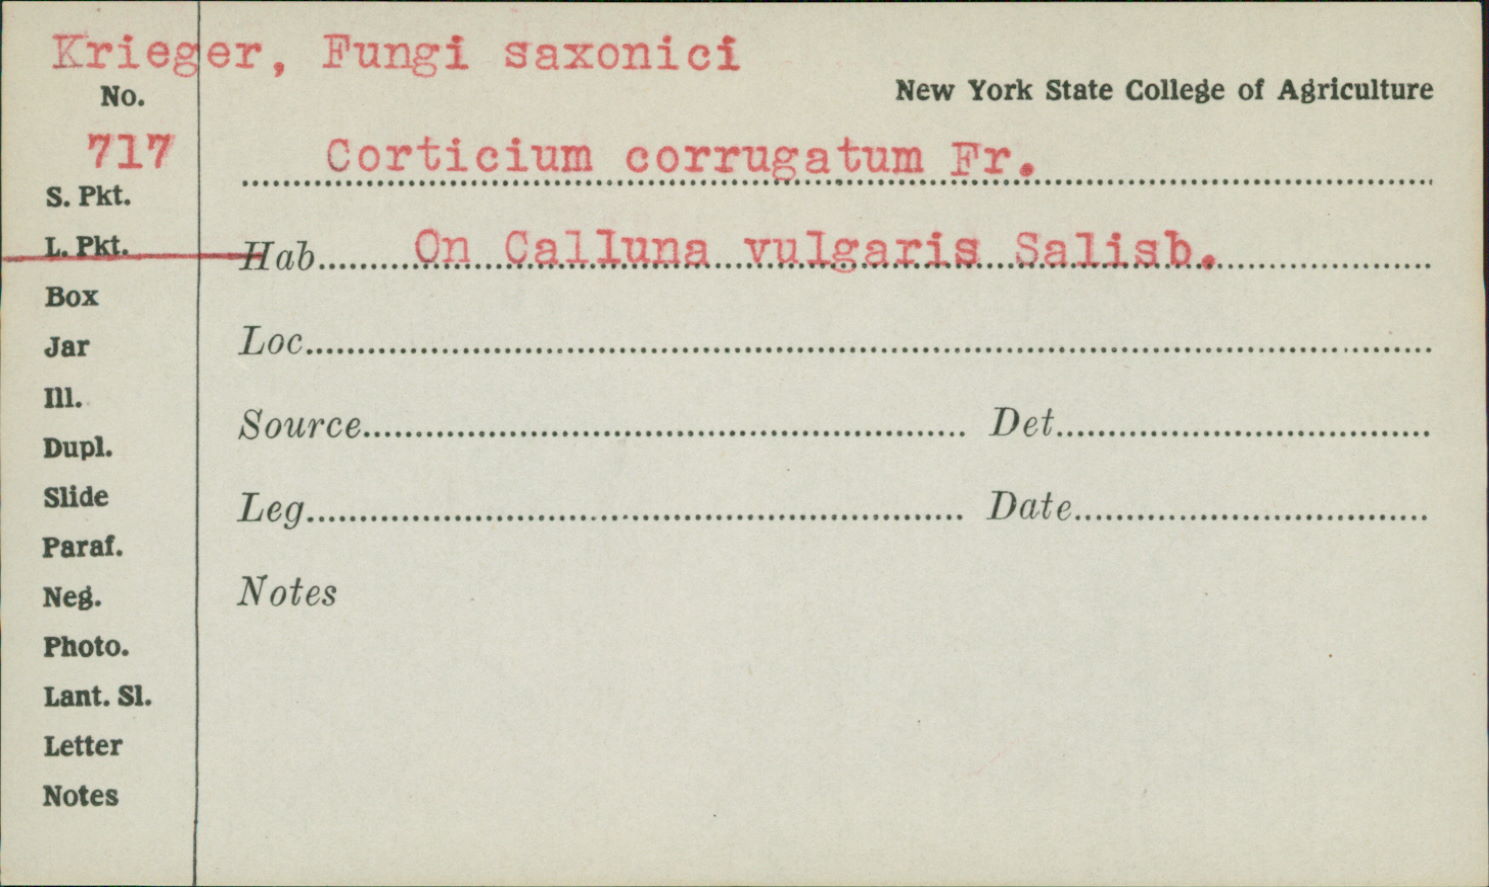 Krieger, Fungi saxonici
No.
New York State College of Agriculture
717
Corticium corrugatum Fr.
S. Pkt.
L. Pkt.
Hab. On Calluna vulgaris Salisb.
Box
Jar
Loc.
Ill.
Source Det.
Dupl.
Slide
Leg. Date
Paraf.
Neg.
Notes
Photo.
Lant. Sl.
Letter
Notes